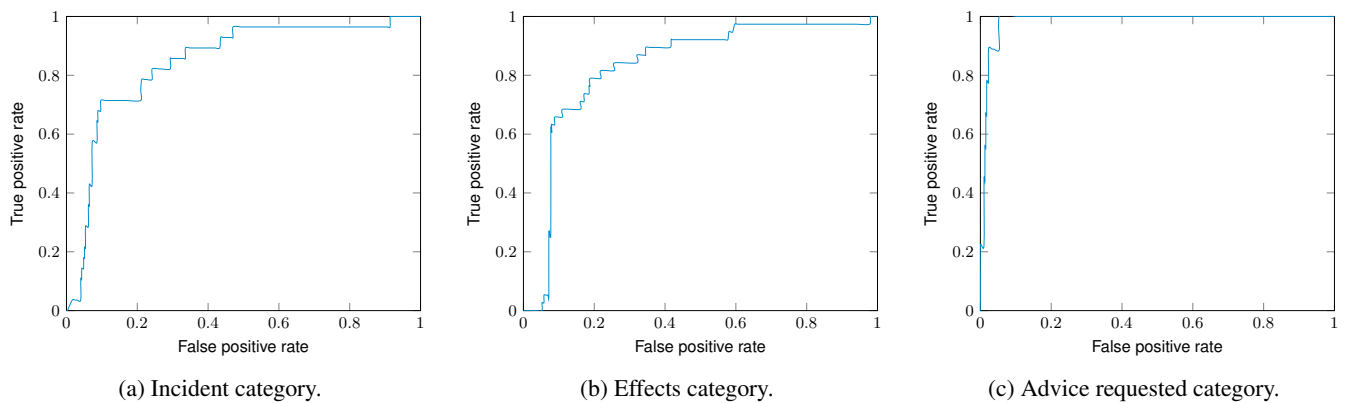 1
0.8
0.6
0.4
0.2
0
True positive rate
0 0.2 0.4 0.6 0.8 1
False positive rate
(a) Incident category.
1
0.8
0.6
0.4
0.2
0
True positive rate
0 0.2 0.4 0.6 0.8 1
False positive rate
(b) Effects category.
1
0.8
0.6
0.4
0.2
0
True positive rate
0 0.2 0.4 0.6 0.8 1
False positive rate
(c) Advice requested category.